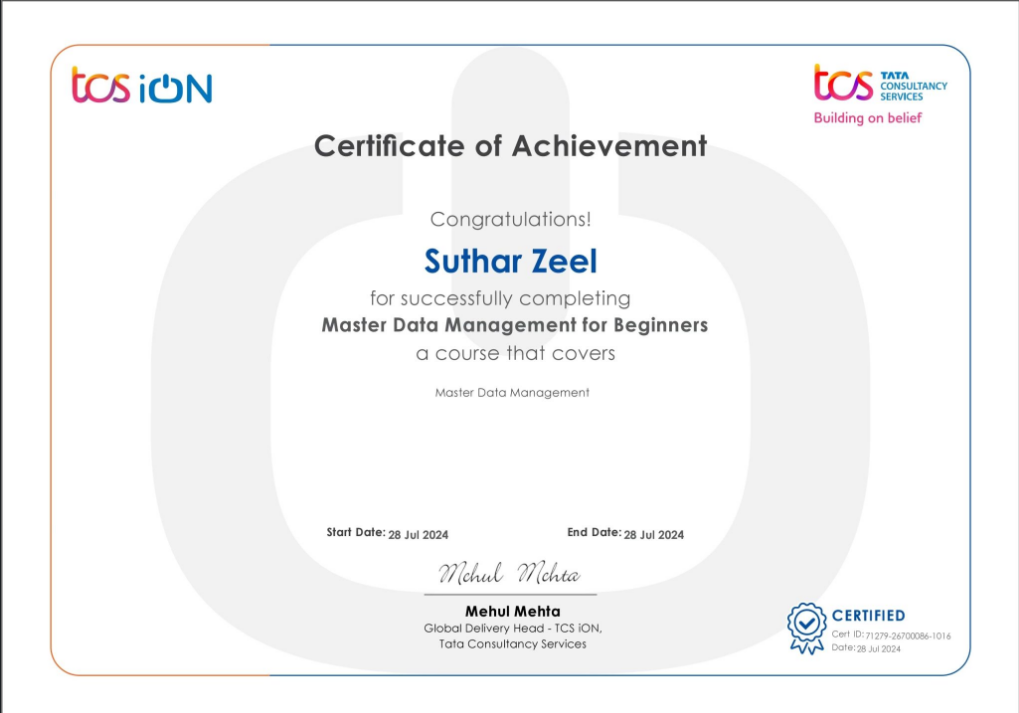 tcs iON
tcs TATA
CONSULTANCY
SERVICES
Building on belief
Certificate of Achievement
Congratulations!
Suthar Zeel
for successfully completing
Master Data Management for Beginners
a course that covers
Master Data Management
Start Date: 28 Jul 2024
End Date: 28 Jul 2024
Mehul Mehta
Mehul Mehta
Global Delivery Head - TCS iON,
Tata Consultancy Services
CERTIFIED
Cert ID: 71279-26700086-1016
Date: 28 Jul 2024